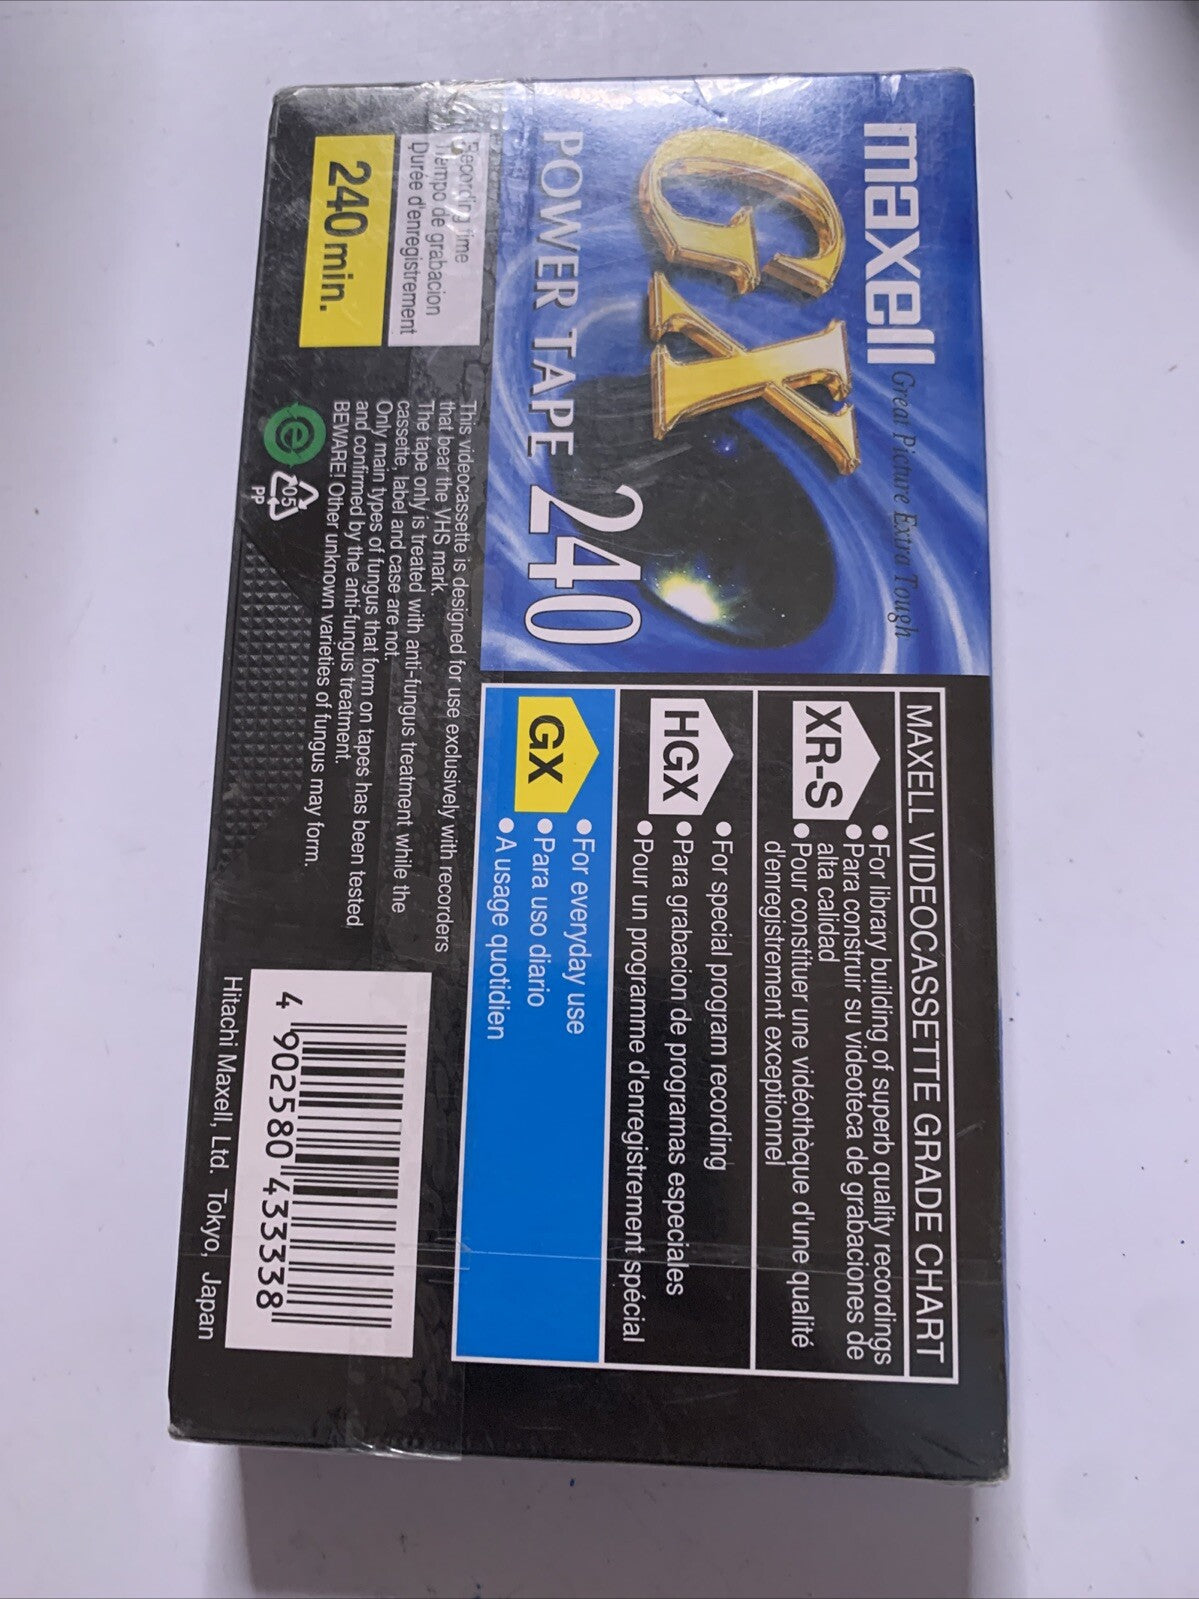 maxell
Great Picture Extra Tough
GX
POWER TAPE 240
Recording time
Tiempo de grabacion
Durée d'enregistrement
240 min.
MAXELL VIDEOCASSETTE GRADE CHART
XR-S
●For library building of superb quality recordings
●Para construir su videoteca de grabaciones de
alta calidad
●Pour constituer une vidéothèque d'une qualité
d'enregistrement exceptionnel
HGX
●For special program recording
●Para grabacion de programas especiales
●Pour un programme d'enregistrement spécial
GX
●For everyday use
●Para uso diario
●A usage quotidien
This videocassette is designed for use exclusively with recorders
that bear the VHS mark.
The tape only is treated with anti-fungus treatment while the
cassette, label and case are not.
Only main types of fungus that form on tapes has been tested
and confirmed by the anti-fungus treatment.
BEWARE! Other unknown varieties of fungus may form.
e
05
PP
4 902580 433338
Hitachi Maxell, Ltd. Tokyo, Japan